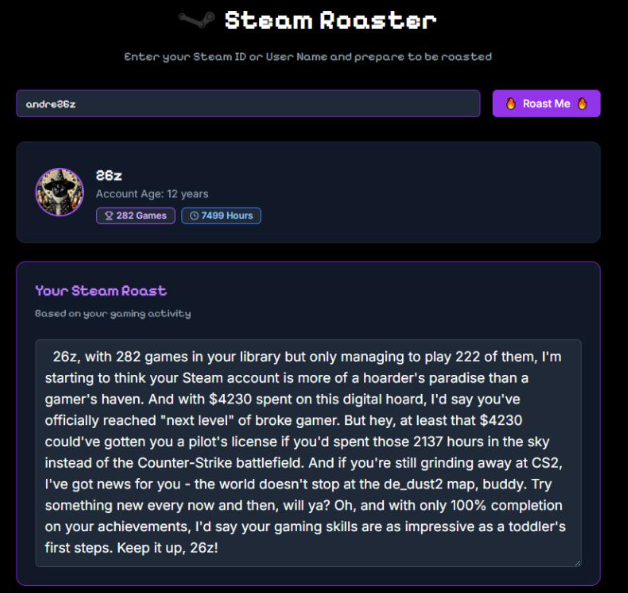 Steam Roaster
Enter your Steam ID or User Name and prepare to be roasted
andre26z
🔥 Roast Me 🔥
26z
Account Age: 12 years
282 Games
7499 Hours
Your Steam Roast
Based on your gaming activity
26z, with 282 games in your library but only managing to play 222 of them, I'm
starting to think your Steam account is more of a hoarder's paradise than a
gamer's haven. And with $4230 spent on this digital hoard, I'd say you've
officially reached "next level" of broke gamer. But hey, at least that $4230
could've gotten you a pilot's license if you'd spent those 2137 hours in the sky
instead of the Counter-Strike battlefield. And if you're still grinding away at CS2,
I've got news for you - the world doesn't stop at the de_dust2 map, buddy. Try
something new every now and then, will ya? Oh, and with only 100% completion
on your achievements, I'd say your gaming skills are as impressive as a toddler's
first steps. Keep it up, 26z!